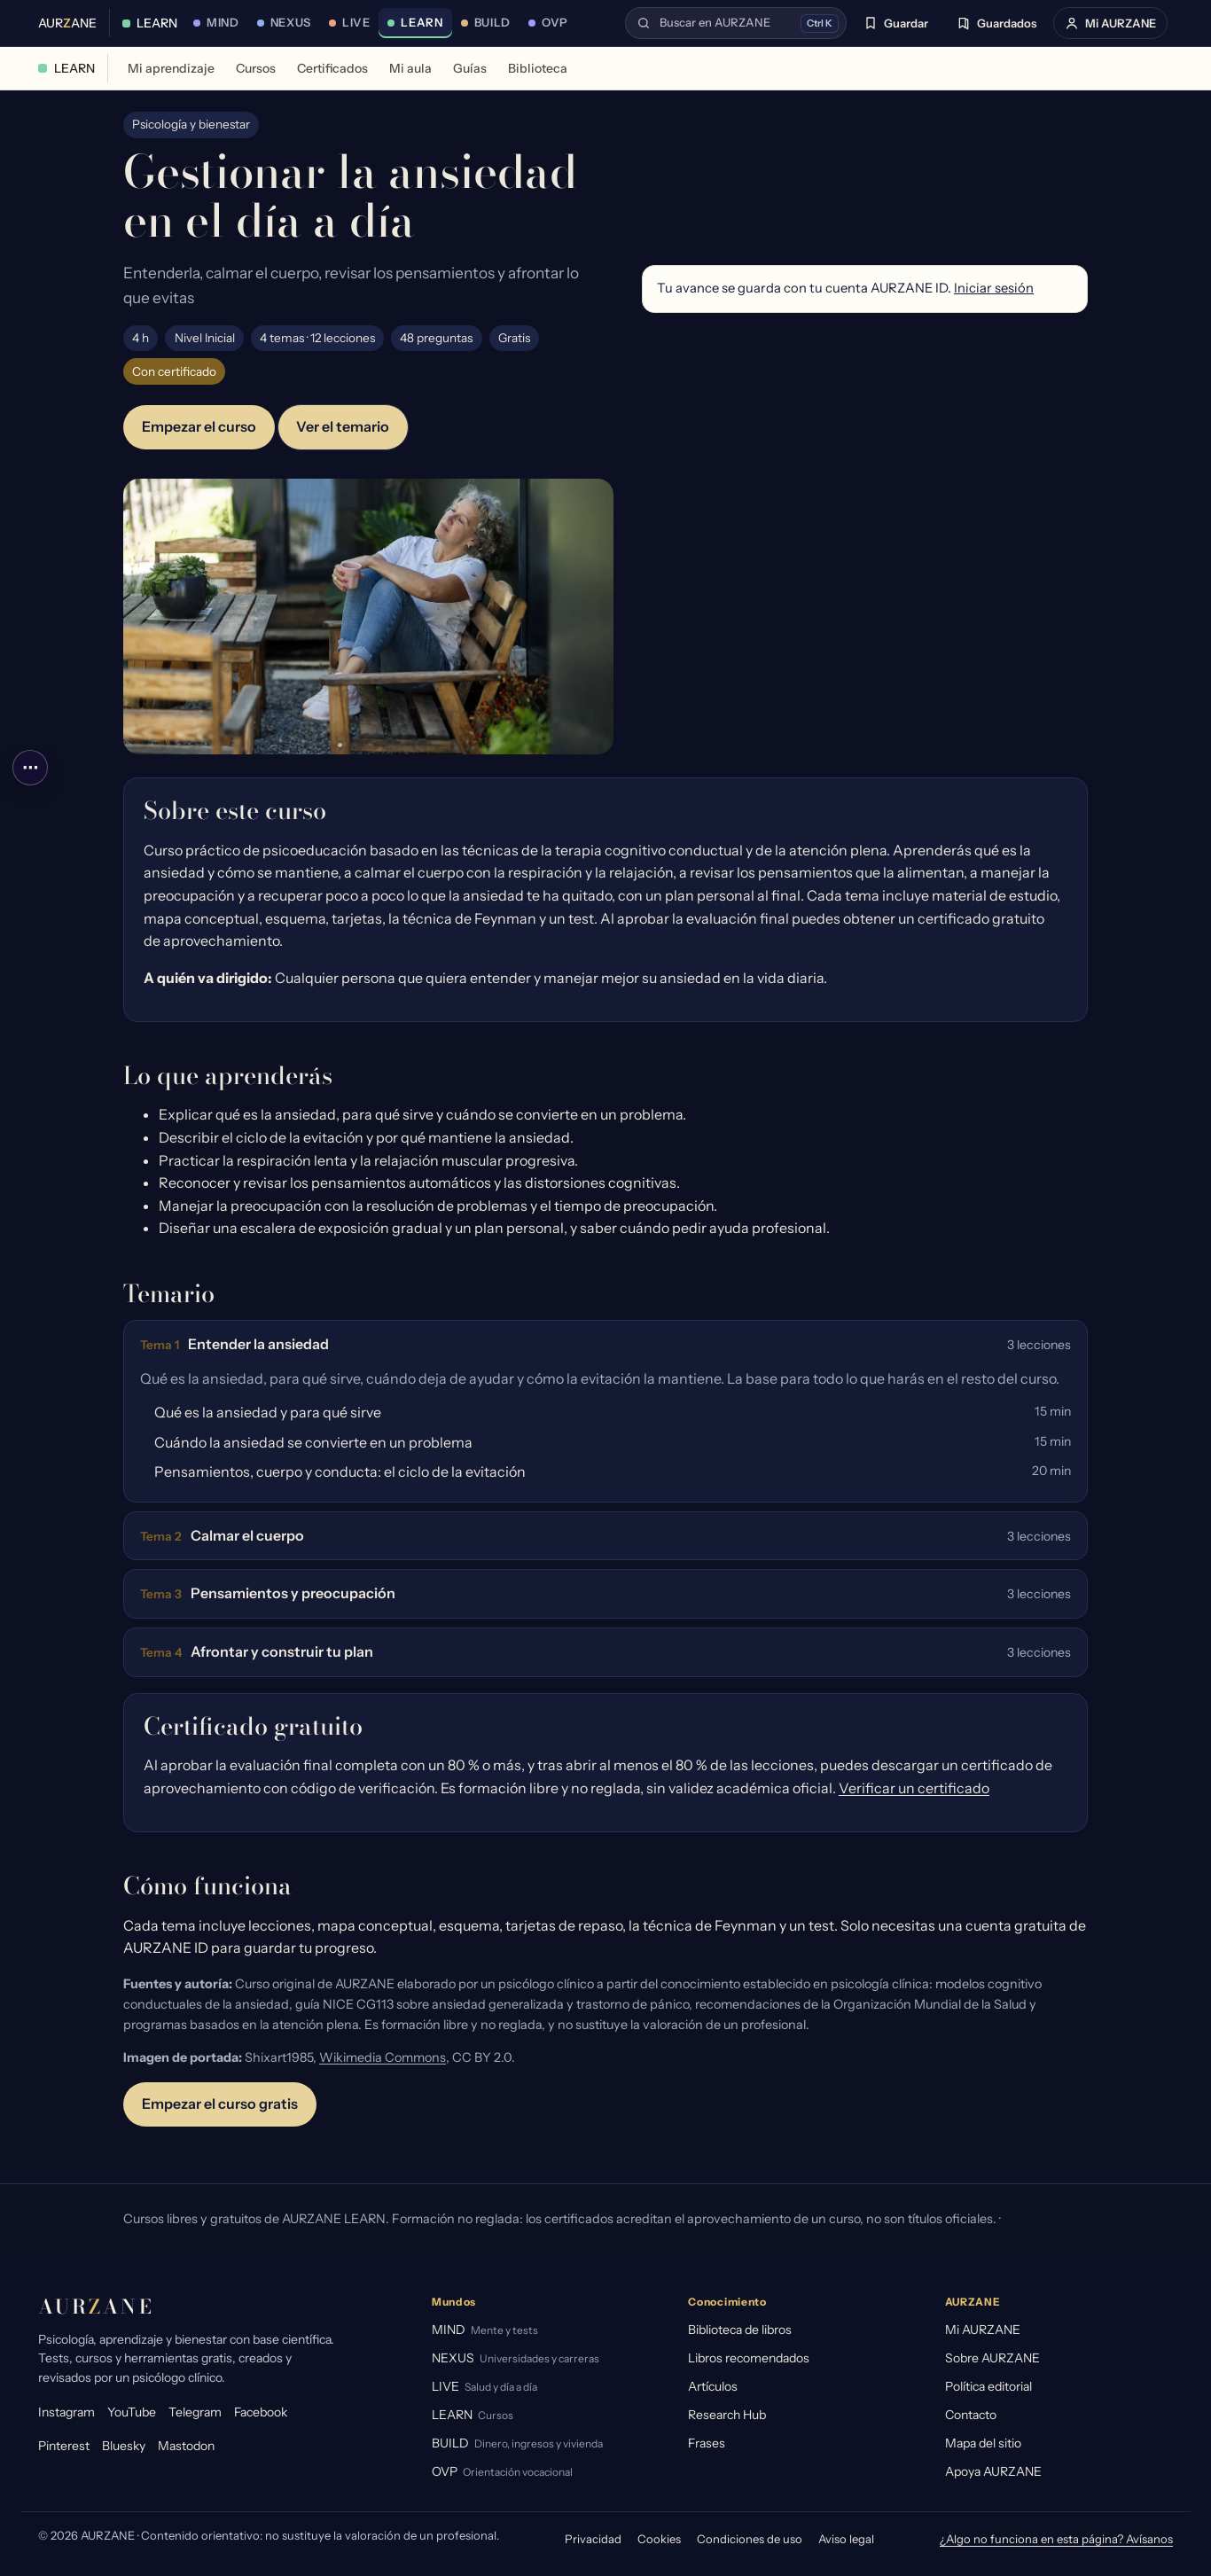 AURZANE LEARN MIND NEXUS LIVE LEARN BUILD OVP Buscar en AURZANE Ctrl K Guardar Guardados Mi AURZANE
LEARN Mi aprendizaje Cursos Certificados Mi aula Guías Biblioteca
Psicología y bienestar
Gestionar la ansiedad
en el día a día
Entenderla, calmar el cuerpo, revisar los pensamientos y afrontar lo
que evitas
Tu avance se guarda con tu cuenta AURZANE ID. Iniciar sesión
4 h Nivel Inicial 4 temas · 12 lecciones 48 preguntas Gratis
Con certificado
Empezar el curso Ver el temario
Sobre este curso
Curso práctico de psicoeducación basado en las técnicas de la terapia cognitivo conductual y de la atención plena. Aprenderás qué es la
ansiedad y cómo se mantiene, a calmar el cuerpo con la respiración y la relajación, a revisar los pensamientos que la alimentan, a manejar la
preocupación y a recuperar poco a poco lo que la ansiedad te ha quitado, con un plan personal al final. Cada tema incluye material de estudio,
mapa conceptual, esquema, tarjetas, la técnica de Feynman y un test. Al aprobar la evaluación final puedes obtener un certificado gratuito
de aprovechamiento.
A quién va dirigido: Cualquier persona que quiera entender y manejar mejor su ansiedad en la vida diaria.
Lo que aprenderás
• Explicar qué es la ansiedad, para qué sirve y cuándo se convierte en un problema.
• Describir el ciclo de la evitación y por qué mantiene la ansiedad.
• Practicar la respiración lenta y la relajación muscular progresiva.
• Reconocer y revisar los pensamientos automáticos y las distorsiones cognitivas.
• Manejar la preocupación con la resolución de problemas y el tiempo de preocupación.
• Diseñar una escalera de exposición gradual y un plan personal, y saber cuándo pedir ayuda profesional.
Temario
Tema 1 Entender la ansiedad 3 lecciones
Qué es la ansiedad, para qué sirve, cuándo deja de ayudar y cómo la evitación la mantiene. La base para todo lo que harás en el resto del curso.
Qué es la ansiedad y para qué sirve 15 min
Cuándo la ansiedad se convierte en un problema 15 min
Pensamientos, cuerpo y conducta: el ciclo de la evitación 20 min
Tema 2 Calmar el cuerpo 3 lecciones
Tema 3 Pensamientos y preocupación 3 lecciones
Tema 4 Afrontar y construir tu plan 3 lecciones
Certificado gratuito
Al aprobar la evaluación final completa con un 80 % o más, y tras abrir al menos el 80 % de las lecciones, puedes descargar un certificado de
aprovechamiento con código de verificación. Es formación libre y no reglada, sin validez académica oficial. Verificar un certificado
Cómo funciona
Cada tema incluye lecciones, mapa conceptual, esquema, tarjetas de repaso, la técnica de Feynman y un test. Solo necesitas una cuenta gratuita de
AURZANE ID para guardar tu progreso.
Fuentes y autoría: Curso original de AURZANE elaborado por un psicólogo clínico a partir del conocimiento establecido en psicología clínica: modelos cognitivo
conductuales de la ansiedad, guía NICE CG113 sobre ansiedad generalizada y trastorno de pánico, recomendaciones de la Organización Mundial de la Salud y
programas basados en la atención plena. Es formación libre y no reglada, y no sustituye la valoración de un profesional.
Imagen de portada: Shixart1985, Wikimedia Commons, CC BY 2.0.
Empezar el curso gratis
Cursos libres y gratuitos de AURZANE LEARN. Formación no reglada: los certificados acreditan el aprovechamiento de un curso, no son títulos oficiales. ·
AURZANE
Psicología, aprendizaje y bienestar con base científica.
Tests, cursos y herramientas gratis, creados y
revisados por un psicólogo clínico.
Instagram YouTube Telegram Facebook
Pinterest Bluesky Mastodon
Mundos
MIND Mente y tests
NEXUS Universidades y carreras
LIVE Salud y día a día
LEARN Cursos
BUILD Dinero, ingresos y vivienda
OVP Orientación vocacional
Conocimiento
Biblioteca de libros
Libros recomendados
Artículos
Research Hub
Frases
AURZANE
Mi AURZANE
Sobre AURZANE
Política editorial
Contacto
Mapa del sitio
Apoya AURZANE
© 2026 AURZANE · Contenido orientativo: no sustituye la valoración de un profesional.
Privacidad Cookies Condiciones de uso Aviso legal
¿Algo no funciona en esta página? Avísanos